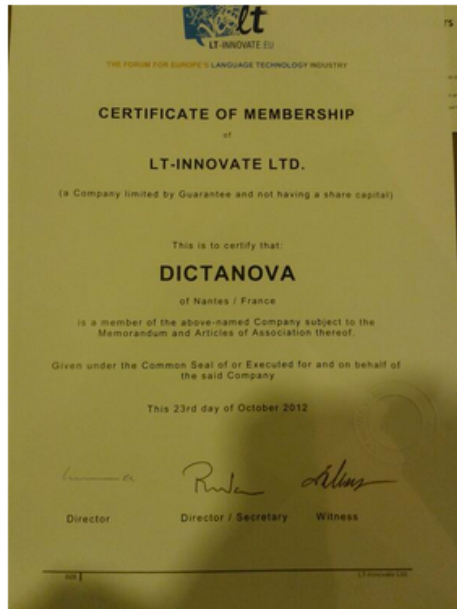 lt
LT-INNOVATE.EU
THE FORUM FOR EUROPE'S LANGUAGE TECHNOLOGY INDUSTRY
CERTIFICATE OF MEMBERSHIP
of
LT-INNOVATE LTD.
(a Company limited by Guarantee and not having a share capital)
This is to certify that:
DICTANOVA
of Nantes / France
is a member of the above-named Company subject to the
Memorandum and Articles of Association thereof.
Given under the Common Seal of or Executed for and on behalf of
the said Company
This 23rd day of October 2012
Director
Director / Secretary
Witness
LT-Innovate Ltd